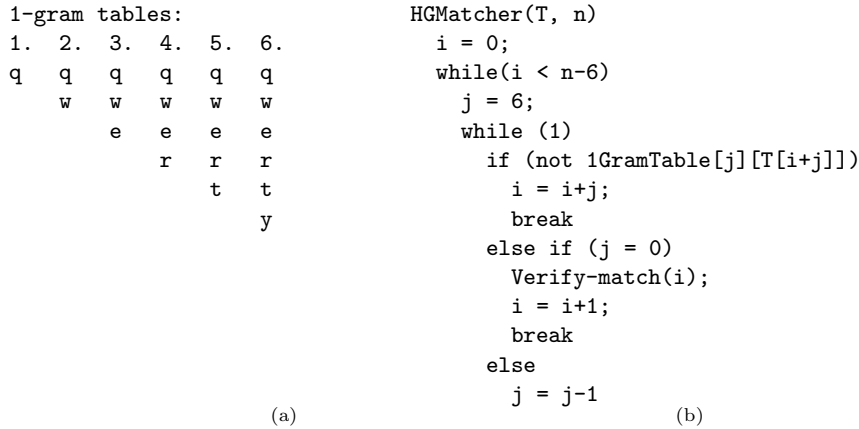 1-gram tables:
1. 2. 3. 4. 5. 6.
q q q q q q
w w w w w
e e e e
r r r
t t
y
(a)
HGMatcher(T, n)
i = 0;
while(i < n-6)
j = 6;
while (1)
if (not 1GramTable[j][T[i+j]])
i = i+j;
break
else if (j = 0)
Verify-match(i);
i = i+1;
break
else
j = j-1
(b)